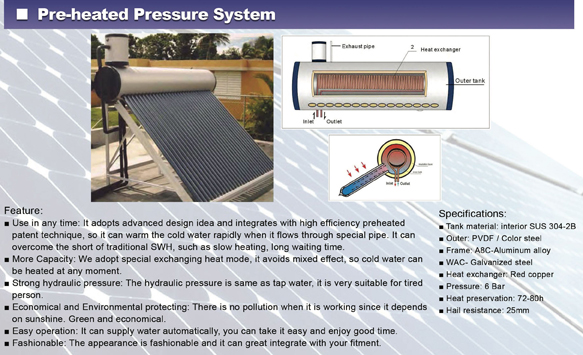 ■ Pre-heated Pressure System
Exhaust pipe
2
Heat exchanger
Outer tank
Inlet
Outlet
Inlet
Outlet
Feature:
■ Use in any time: It adopts advanced design idea and integrates with high efficiency preheated
patent technique, so it can warm the cold water rapidly when it flows through special pipe. It can
overcome the short of traditional SWH, such as slow heating, long waiting time.
■ More Capacity: We adopt special exchanging heat mode, it avoids mixed effect, so cold water can
be heated at any moment.
■ Strong hydraulic pressure: The hydraulic pressure is same as tap water, it is very suitable for tired
person.
■ Economical and Environmental protecting: There is no pollution when it is working since it depends
on sunshine. Green and economical.
■ Easy operation: It can supply water automatically, you can take it easy and enjoy good time.
■ Fashionable: The appearance is fashionable and it can great integrate with your fitment.
Specifications:
■ Tank material: interior SUS 304-2B
■ Outer: PVDF / Color steel
■ Frame: A8C-Aluminum alloy
■ WAC- Galvanized steel
■ Heat exchanger: Red copper
■ Pressure: 6 Bar
■ Heat preservation: 72-80h
■ Hail resistance: 25mm